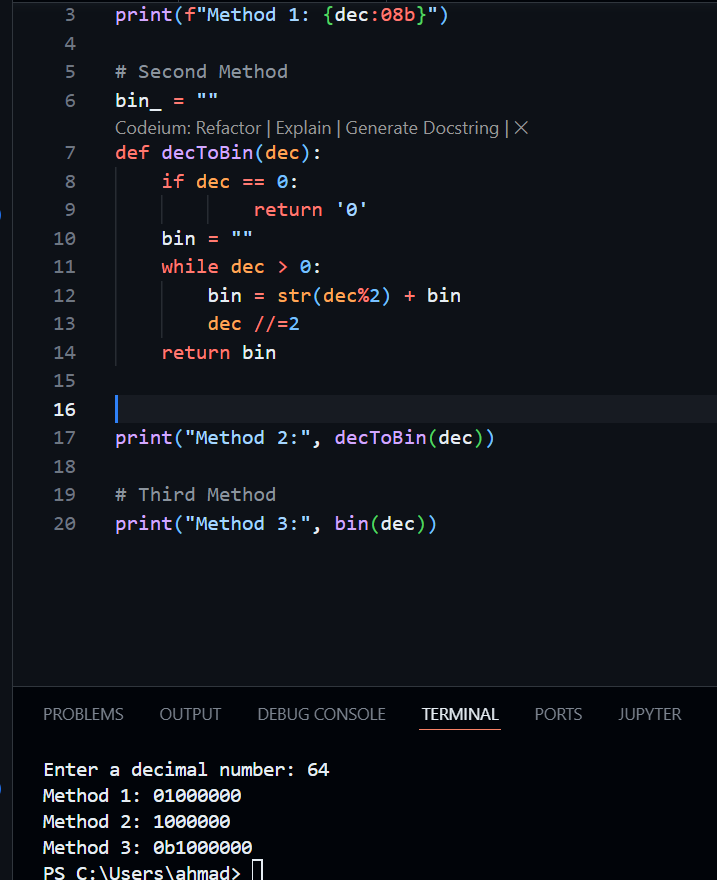 3 print(f"Method 1: {dec:08b}")
4
5 # Second Method
6 bin_ = ""
Codeium: Refactor | Explain | Generate Docstring | ×
7 def decToBin(dec):
8     if dec == 0:
9             return '0'
10     bin = ""
11     while dec > 0:
12         bin = str(dec%2) + bin
13         dec //=2
14     return bin
15
16
17 print("Method 2:", decToBin(dec))
18
19 # Third Method
20 print("Method 3:", bin(dec))
PROBLEMS OUTPUT DEBUG CONSOLE TERMINAL PORTS JUPYTER
Enter a decimal number: 64
Method 1: 01000000
Method 2: 1000000
Method 3: 0b1000000
PS C:\Users\ahmad>